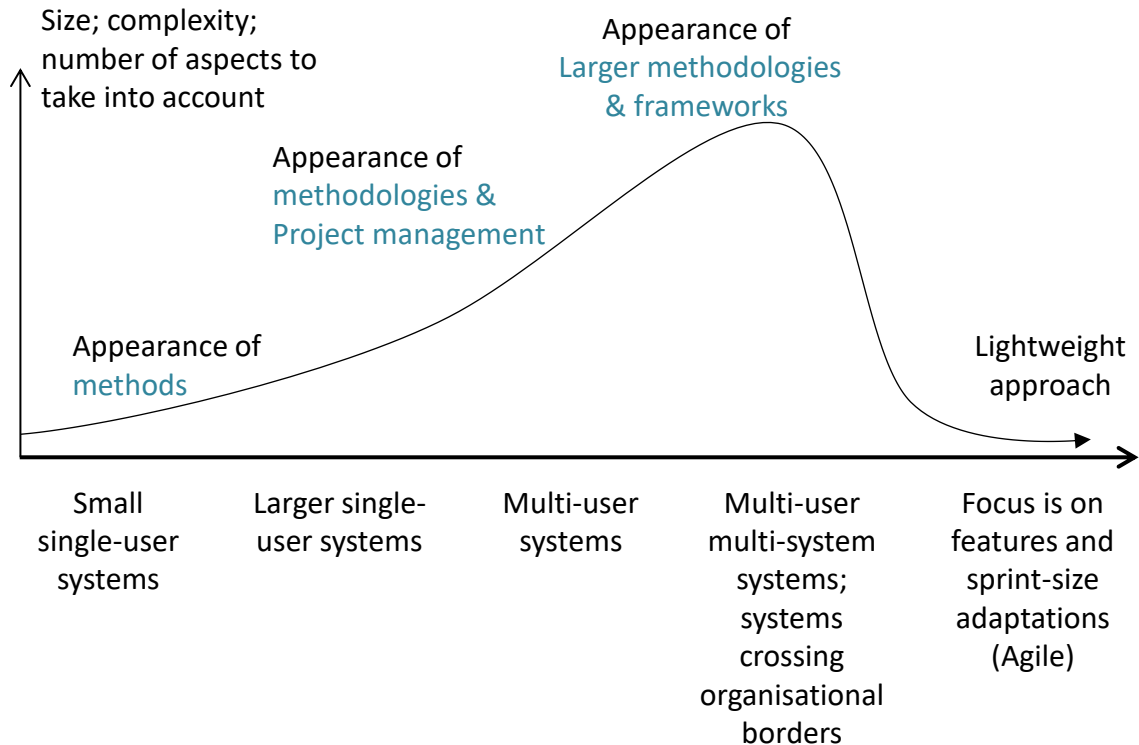 Size; complexity;
number of aspects to
take into account
Appearance of
Larger methodologies
& frameworks
Appearance of
methodologies &
Project management
Appearance of
methods
Lightweight
approach
Small
single-user
systems
Larger single-
user systems
Multi-user
systems
Multi-user
multi-system
systems;
systems
crossing
organisational
borders
Focus is on
features and
sprint-size
adaptations
(Agile)